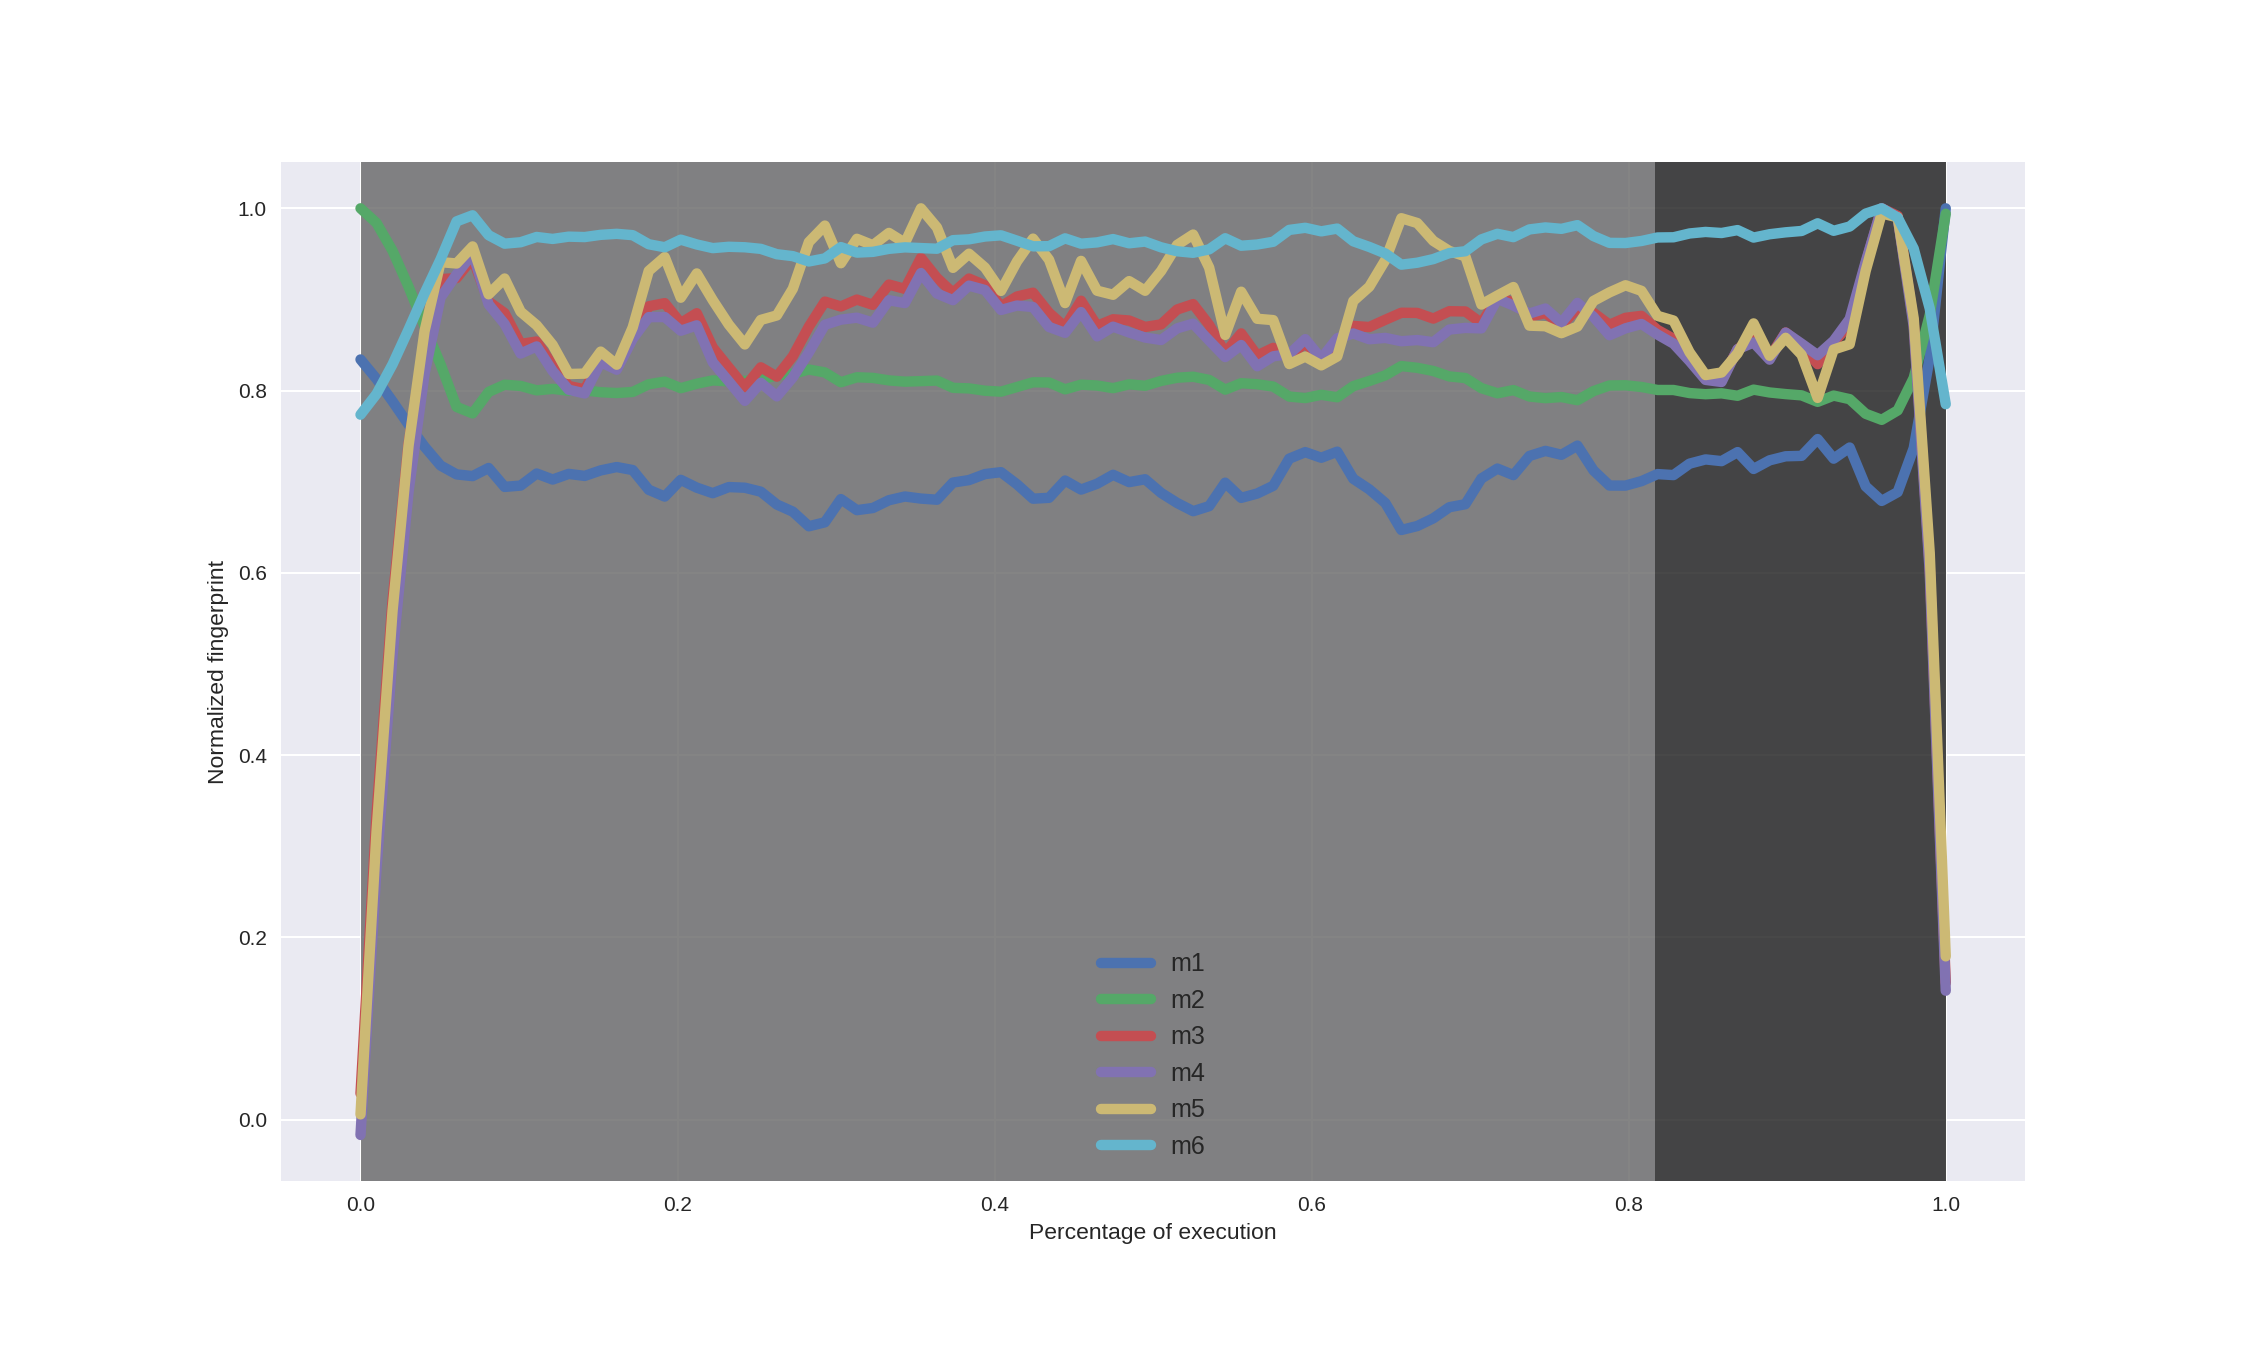 1.0
0.8
0.6
0.4
0.2
0.0
Normalized fingerprint
m1
m2
m3
m4
m5
m6
0.0 0.2 0.4 0.6 0.8 1.0
Percentage of execution